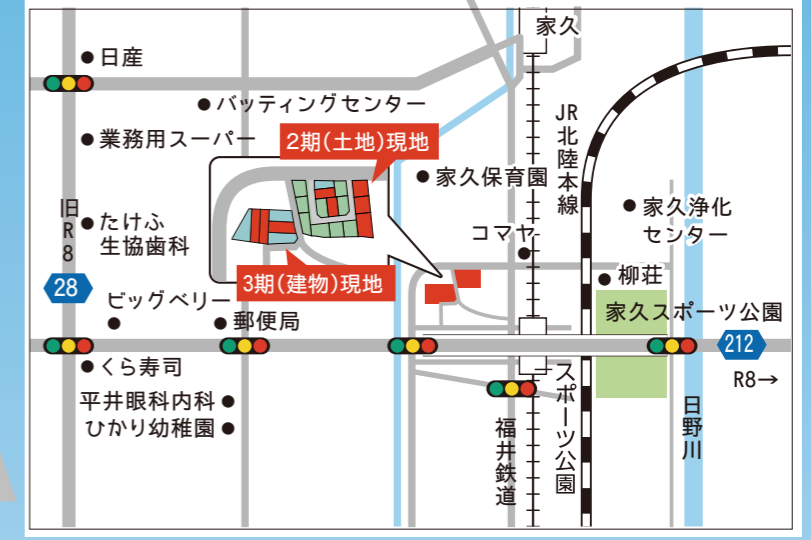 家久
日産
バッティングセンター
業務用スーパー
2期(土地)現地
JR北陸本線
家久保育園
旧R8
たけふ
生協歯科
コマヤ
家久浄化
センター
3期(建物)現地
柳荘
28
ビッグベリー
郵便局
家久スポーツ公園
212
くら寿司
R8→
平井眼科内科
ひかり幼稚園
スポーツ公園
福井鉄道
日野川